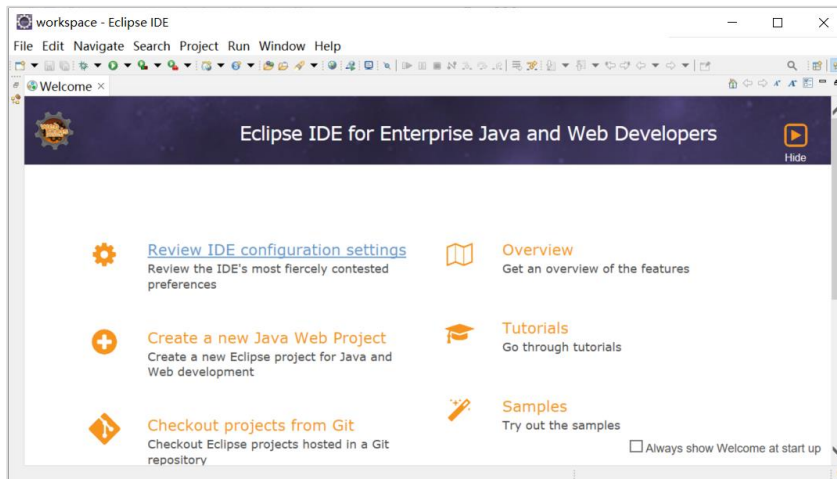 workspace - Eclipse IDE
File Edit Navigate Search Project Run Window Help
Welcome
Eclipse IDE for Enterprise Java and Web Developers
Hide
Review IDE configuration settings
Review the IDE's most fiercely contested
preferences
Overview
Get an overview of the features
Create a new Java Web Project
Create a new Eclipse project for Java and
Web development
Tutorials
Go through tutorials
Checkout projects from Git
Checkout Eclipse projects hosted in a Git
repository
Samples
Try out the samples
Always show Welcome at start up